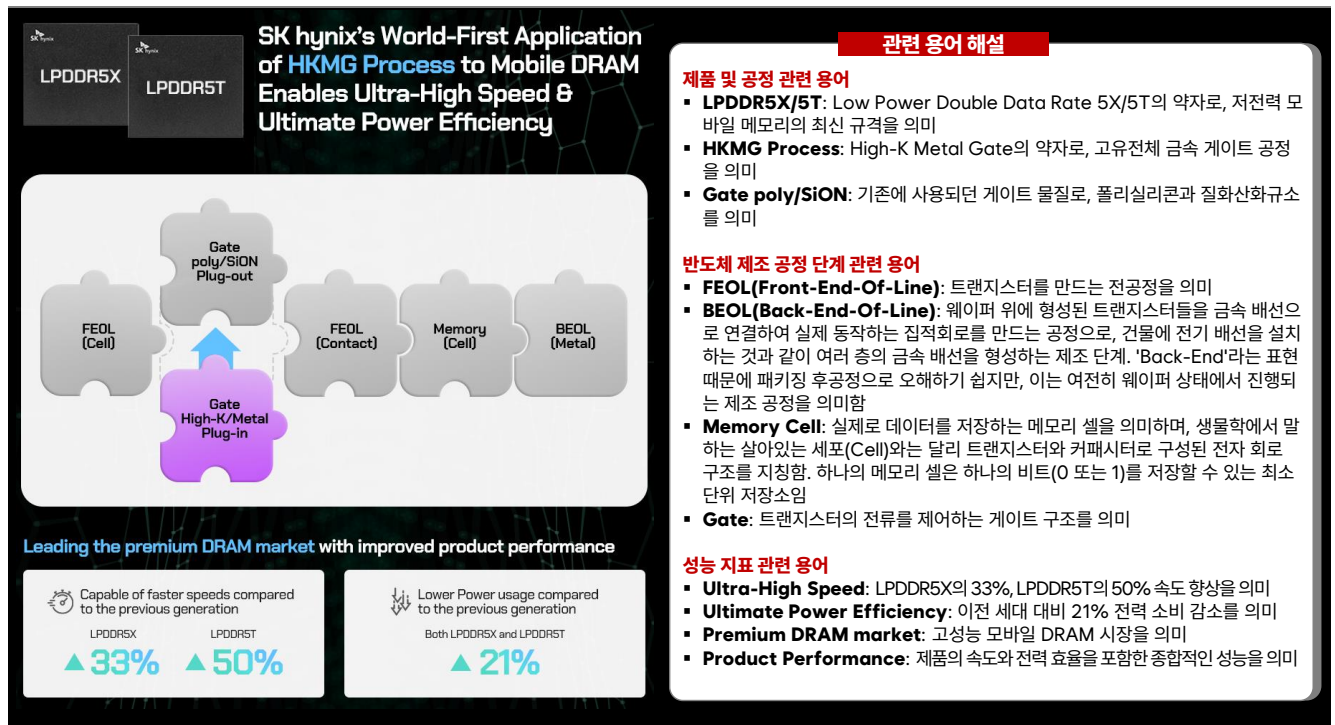 SK hynix
LPDDR5X
SK hynix
LPDDR5T
SK hynix's World-First Application
of HKMG Process to Mobile DRAM
Enables Ultra-High Speed &
Ultimate Power Efficiency
Gate
poly/SiON
Plug-out
FEOL
(Cell)
FEOL
(Contact)
Memory
(Cell)
BEOL
(Metal)
Gate
High-K/Metal
Plug-in
Leading the premium DRAM market with improved product performance
Capable of faster speeds compared
to the previous generation
LPDDR5X
LPDDR5T
▲ 33%
▲ 50%
Lower Power usage compared
to the previous generation
Both LPDDR5X and LPDDR5T
▲ 21%
관련 용어 해설
제품 및 공정 관련 용어
▪ LPDDR5X/5T: Low Power Double Data Rate 5X/5T의 약자로, 저전력 모
바일 메모리의 최신 규격을 의미
▪ HKMG Process: High-K Metal Gate의 약자로, 고유전체 금속 게이트 공정
을 의미
▪ Gate poly/SiON: 기존에 사용되던 게이트 물질로, 폴리실리콘과 질화산화규소
를 의미
반도체 제조 공정 단계 관련 용어
▪ FEOL(Front-End-Of-Line): 트랜지스터를 만드는 전공정을 의미
▪ BEOL(Back-End-Of-Line): 웨이퍼 위에 형성된 트랜지스터들을 금속 배선으
로 연결하여 실제 동작하는 집적회로를 만드는 공정으로, 건물에 전기 배선을 설치
하는 것과 같이 여러 층의 금속 배선을 형성하는 제조 단계. 'Back-End'라는 표현
때문에 패키징 후공정으로 오해하기 쉽지만, 이는 여전히 웨이퍼 상태에서 진행되
는 제조 공정을 의미함
▪ Memory Cell: 실제로 데이터를 저장하는 메모리 셀을 의미하며, 생물학에서 말
하는 살아있는 세포(Cell)와는 달리 트랜지스터와 커패시터로 구성된 전자 회로
구조를 지칭함. 하나의 메모리 셀은 하나의 비트(0 또는 1)를 저장할 수 있는 최소
단위 저장소임
▪ Gate: 트랜지스터의 전류를 제어하는 게이트 구조를 의미
성능 지표 관련 용어
▪ Ultra-High Speed: LPDDR5X의 33%, LPDDR5T의 50% 속도 향상을 의미
▪ Ultimate Power Efficiency: 이전 세대 대비 21% 전력 소비 감소를 의미
▪ Premium DRAM market: 고성능 모바일 DRAM 시장을 의미
▪ Product Performance: 제품의 속도와 전력 효율을 포함한 종합적인 성능을 의미